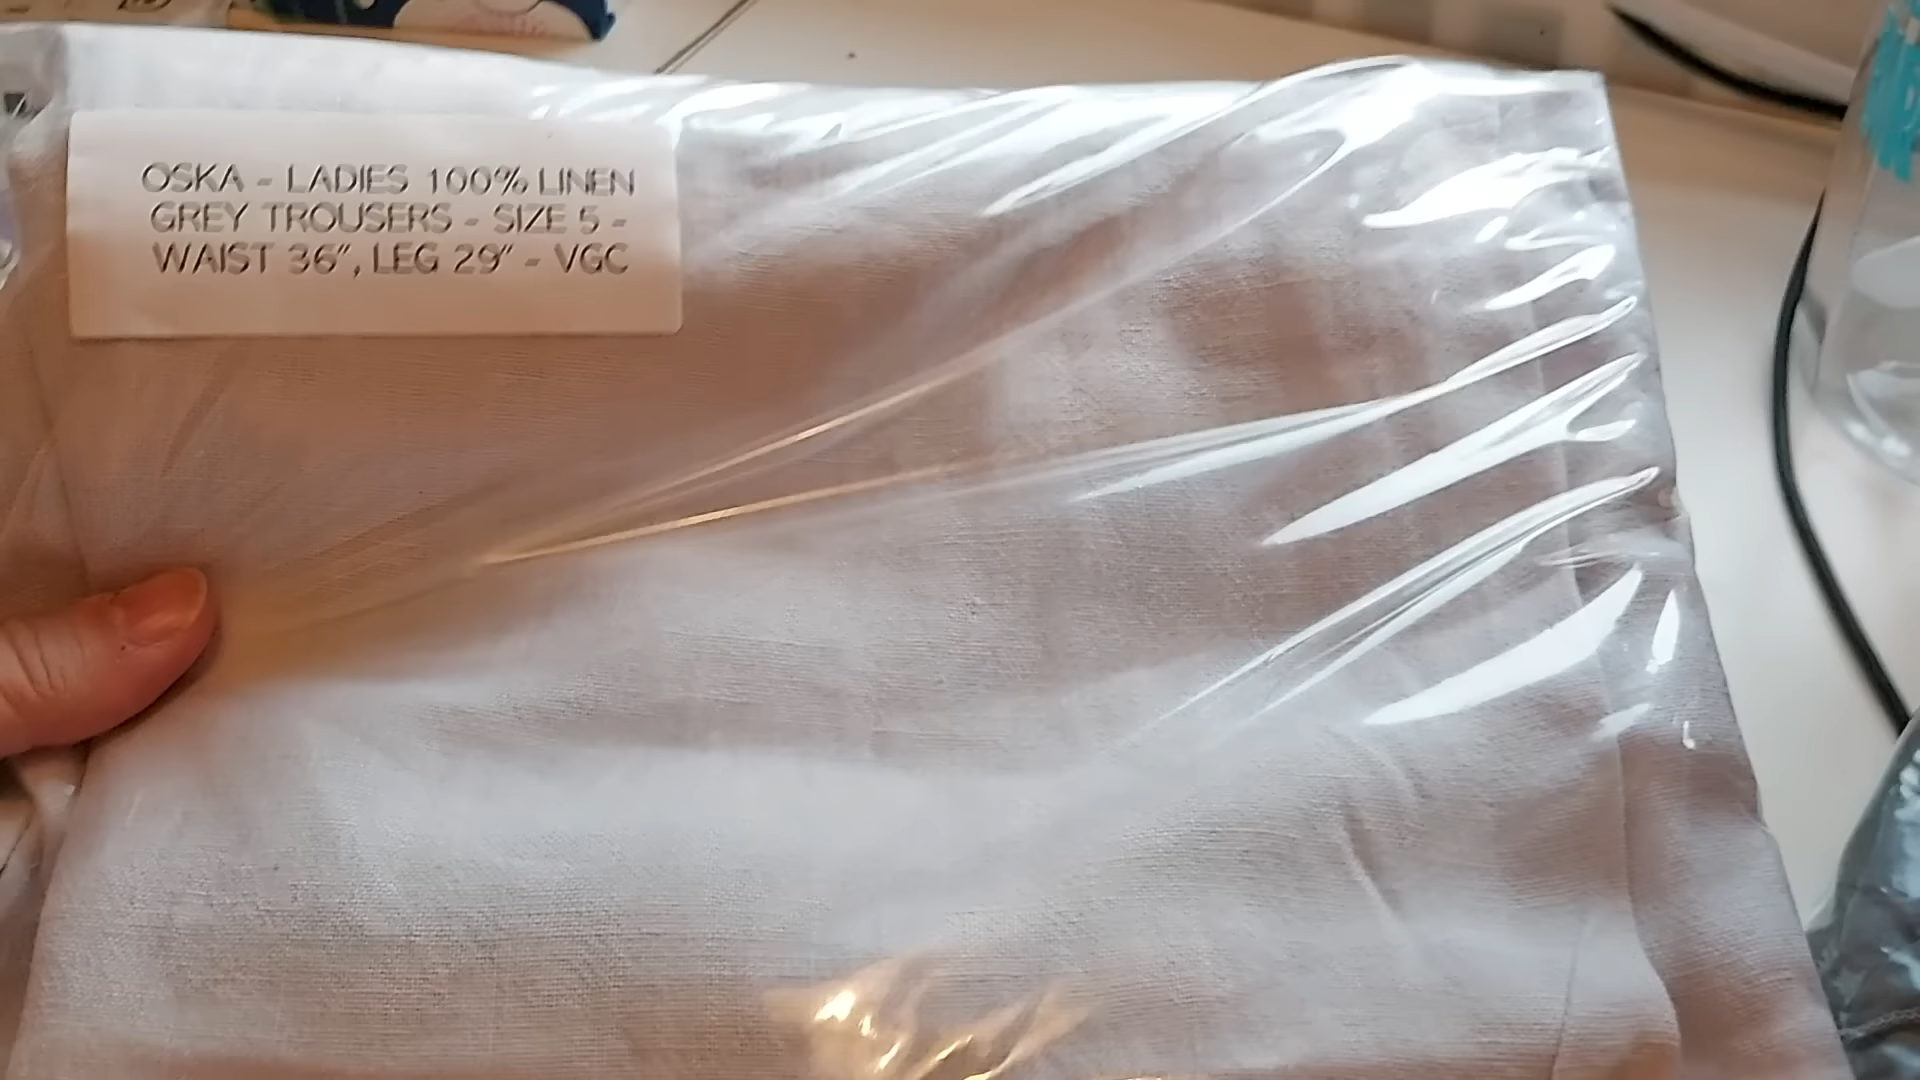 OSKA - LADIES 100% LINEN
GREY TROUSERS - SIZE 5 -
WAIST 36", LEG 29" - VGC